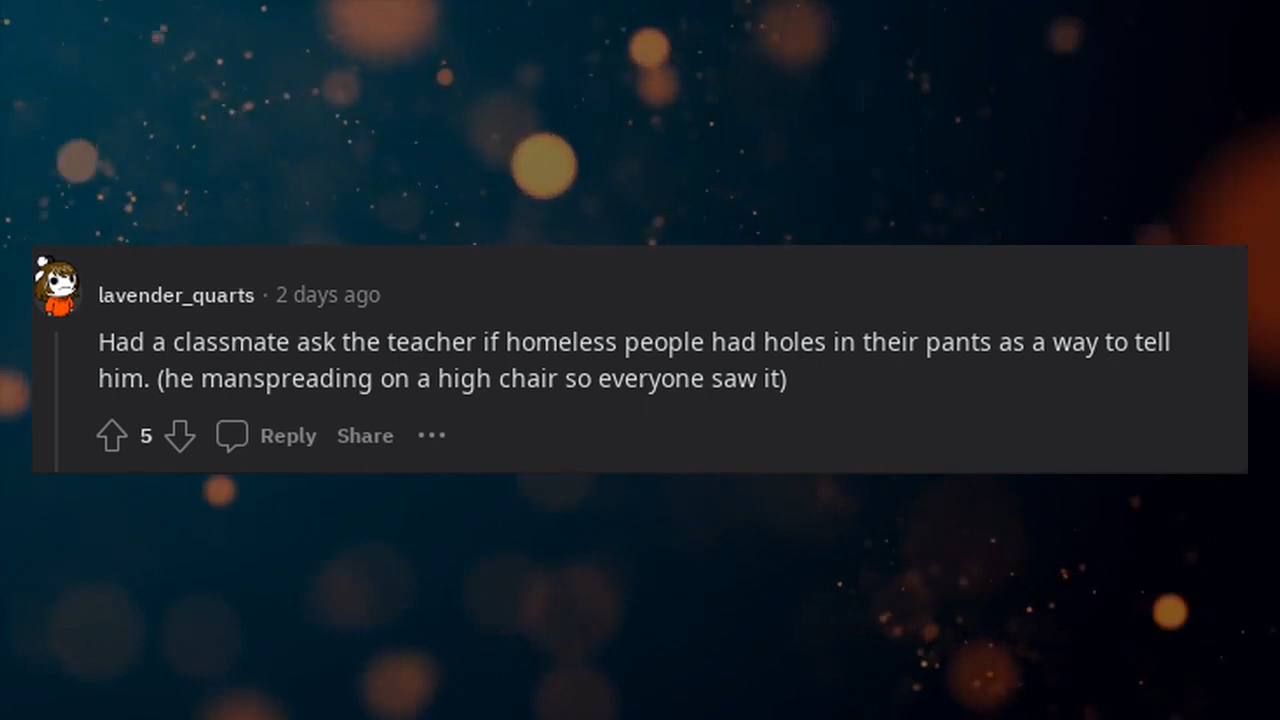 lavender_quarts · 2 days ago
Had a classmate ask the teacher if homeless people had holes in their pants as a way to tell
him. (he manspreading on a high chair so everyone saw it)
5 Reply Share •••